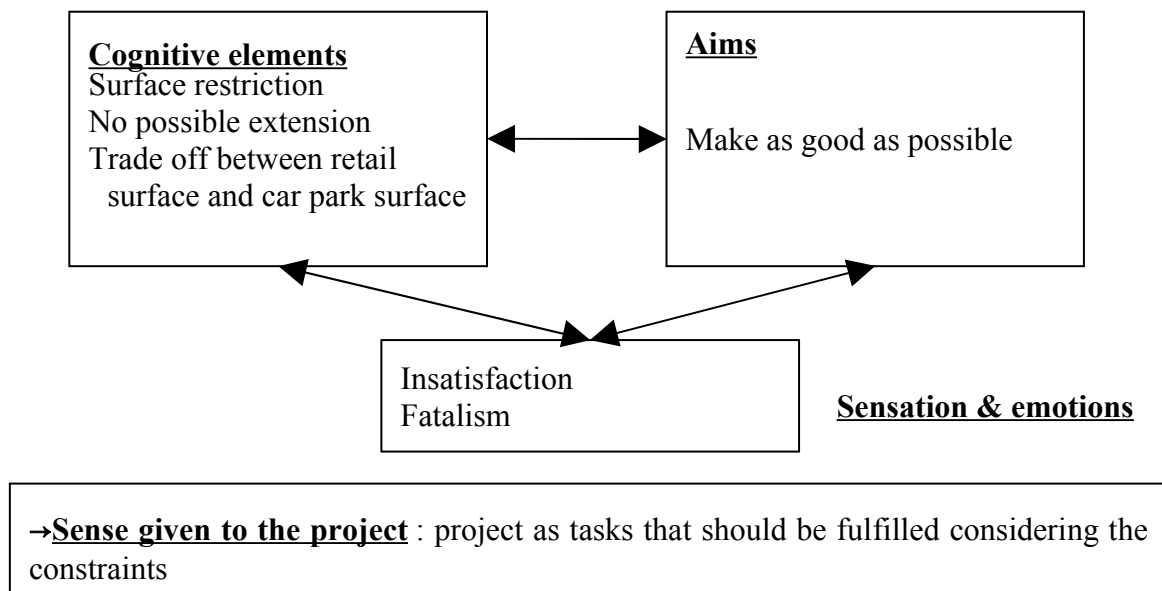 Cognitive elements
Surface restriction
No possible extension
Trade off between retail
surface and car park surface
Aims
Make as good as possible
Insatisfaction
Fatalism
Sensation & emotions
→Sense given to the project : project as tasks that should be fulfilled considering the
constraints